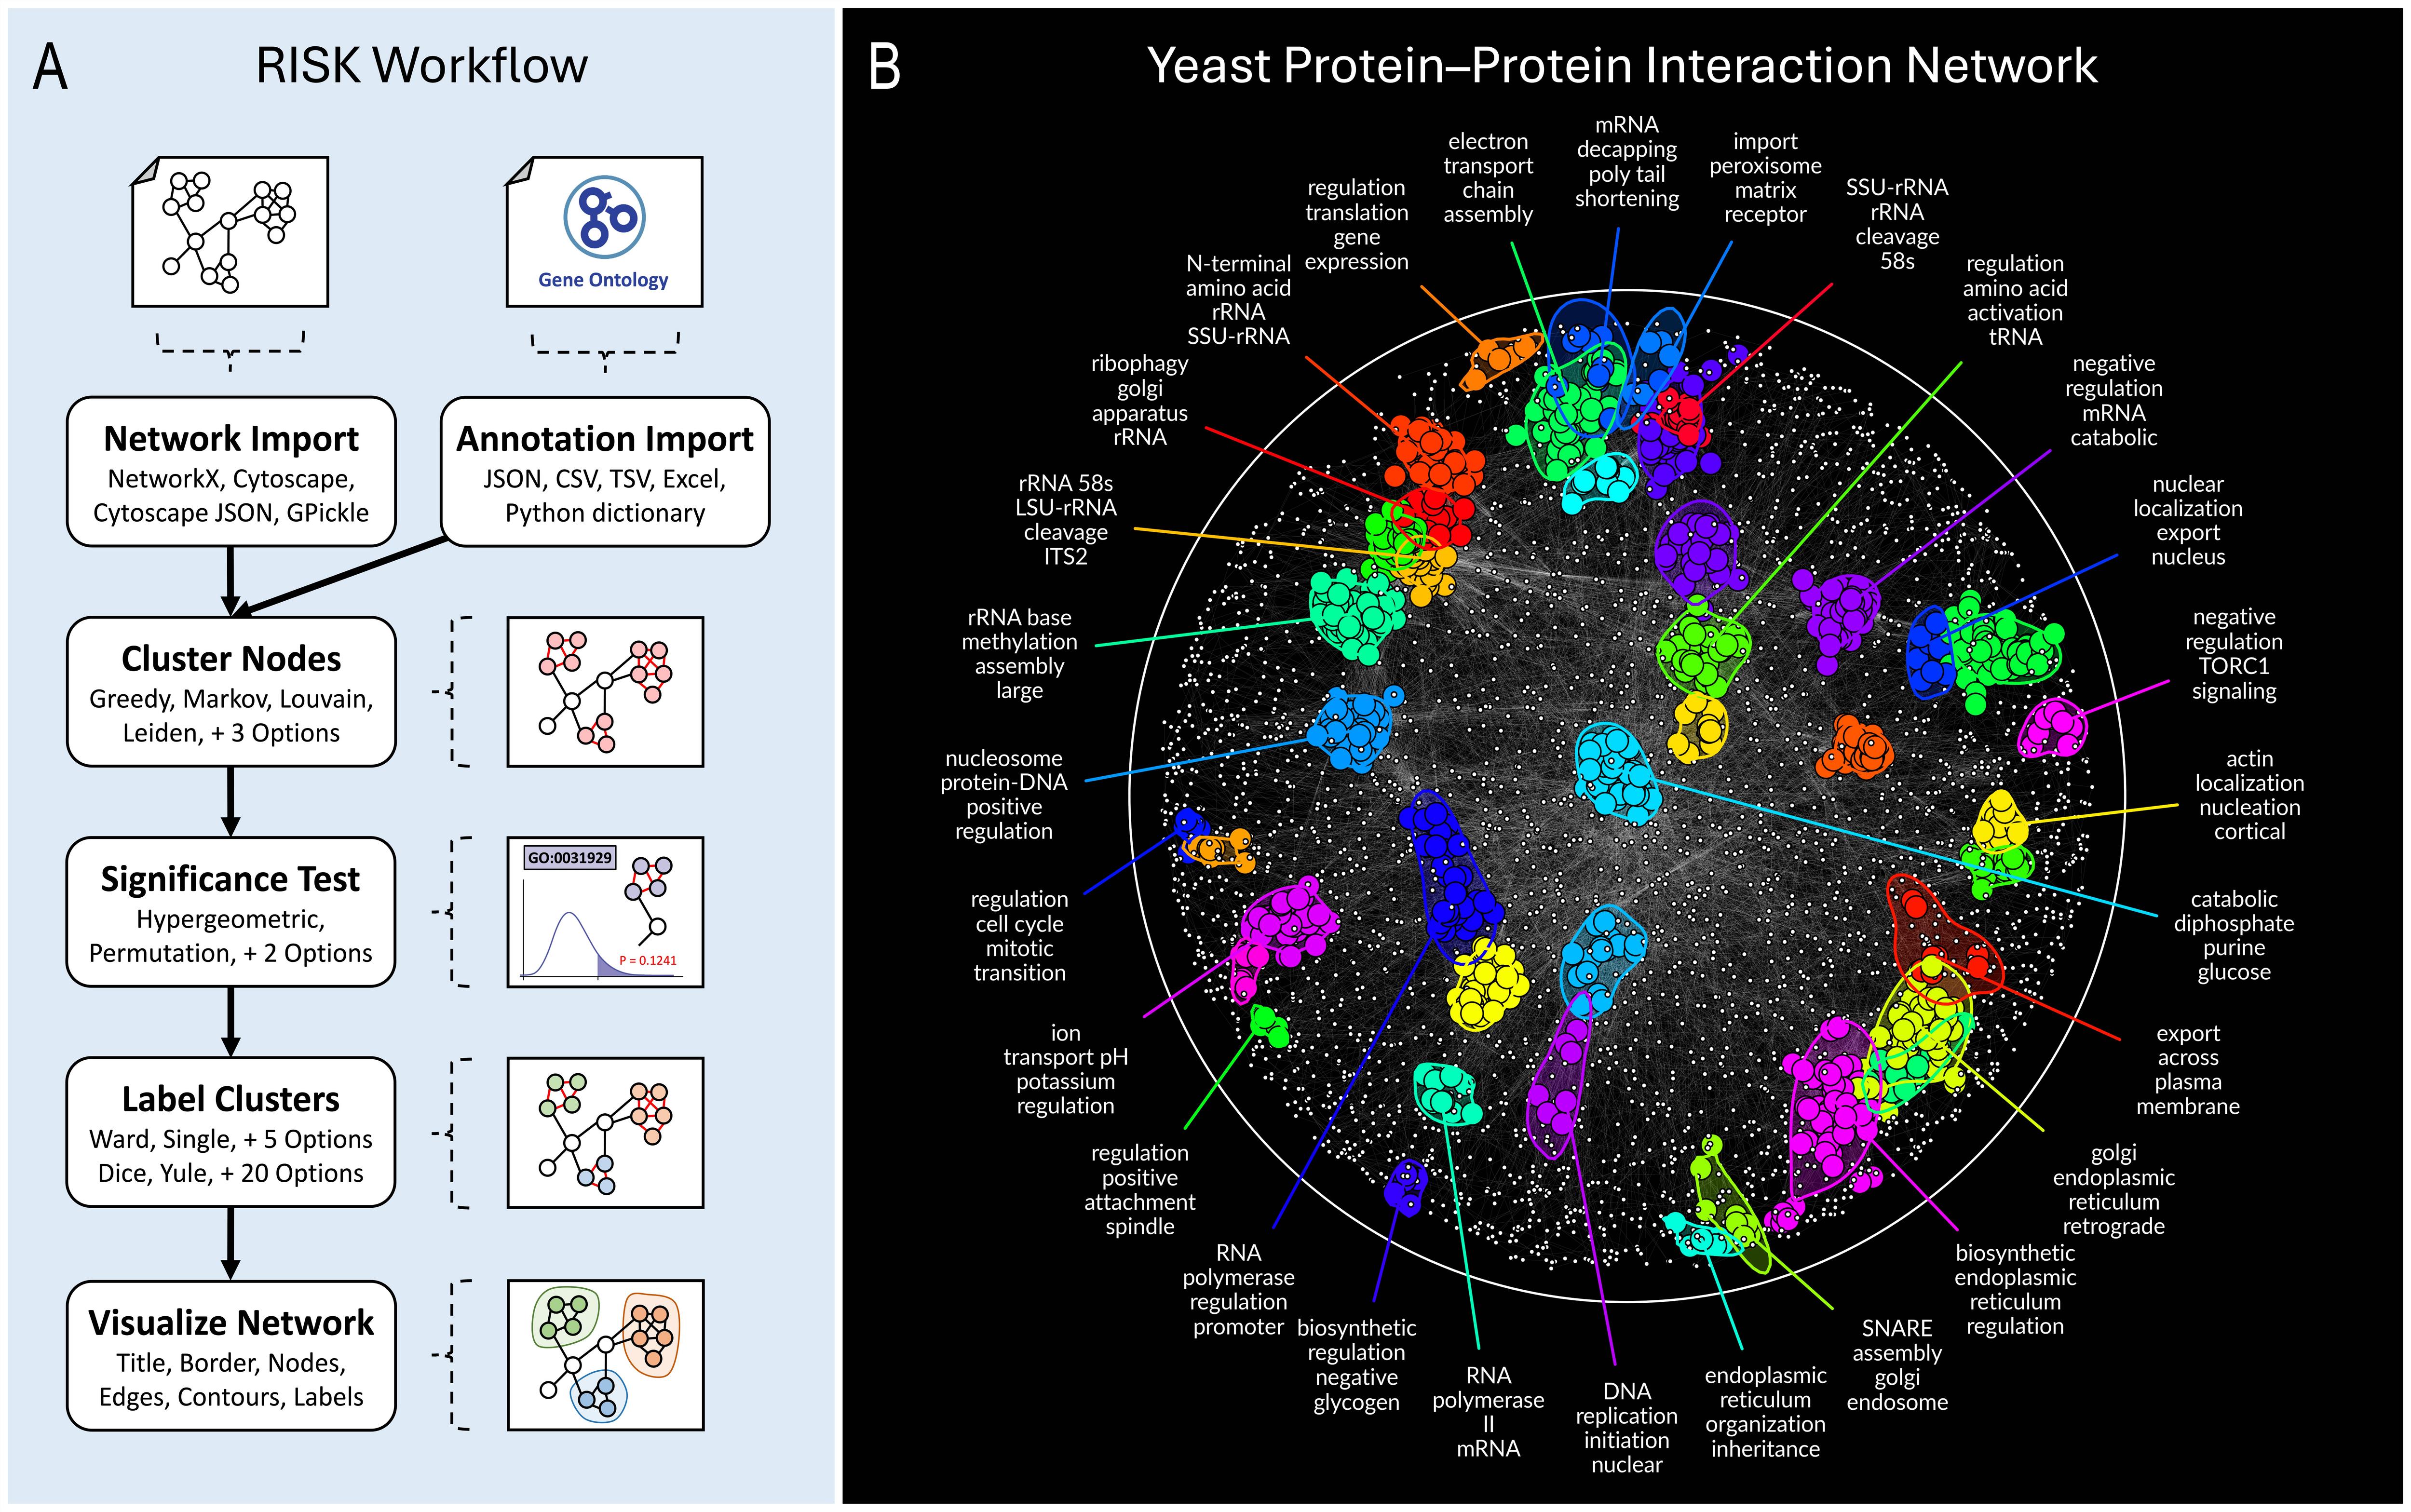 A
RISK Workflow
Gene Ontology
Network Import
NetworkX, Cytoscape,
Cytoscape JSON, GPickle
Annotation Import
JSON, CSV, TSV, Excel,
Python dictionary
Cluster Nodes
Greedy, Markov, Louvain,
Leiden, + 3 Options
Significance Test
Hypergeometric,
Permutation, + 2 Options
GO:0031929
P = 0.1241
Label Clusters
Ward, Single, + 5 Options
Dice, Yule, + 20 Options
Visualize Network
Title, Border, Nodes,
Edges, Contours, Labels
B
Yeast Protein–Protein Interaction Network
mRNA
decapping
poly tail
shortening
import
peroxisome
matrix
receptor
SSU-rRNA
rRNA
cleavage
58s
regulation
amino acid
activation
tRNA
negative
regulation
mRNA
catabolic
nuclear
localization
export
nucleus
negative
regulation
TORC1
signaling
actin
localization
nucleation
cortical
catabolic
diphosphate
purine
glucose
export
across
plasma
membrane
golgi
endoplasmic
reticulum
retrograde
biosynthetic
endoplasmic
reticulum
regulation
SNARE
assembly
golgi
endosome
endoplasmic
reticulum
organization
inheritance
DNA
replication
initiation
nuclear
RNA
polymerase
II
mRNA
biosynthetic
regulation
negative
glycogen
RNA
polymerase
regulation
promoter
regulation
positive
attachment
spindle
ion
transport pH
potassium
regulation
regulation
cell cycle
mitotic
transition
nucleosome
protein-DNA
positive
regulation
rRNA base
methylation
assembly
large
rRNA 58s
LSU-rRNA
cleavage
ITS2
ribophagy
golgi
apparatus
rRNA
N-terminal
amino acid
rRNA
SSU-rRNA
regulation
translation
gene
expression
electron
transport
chain
assembly